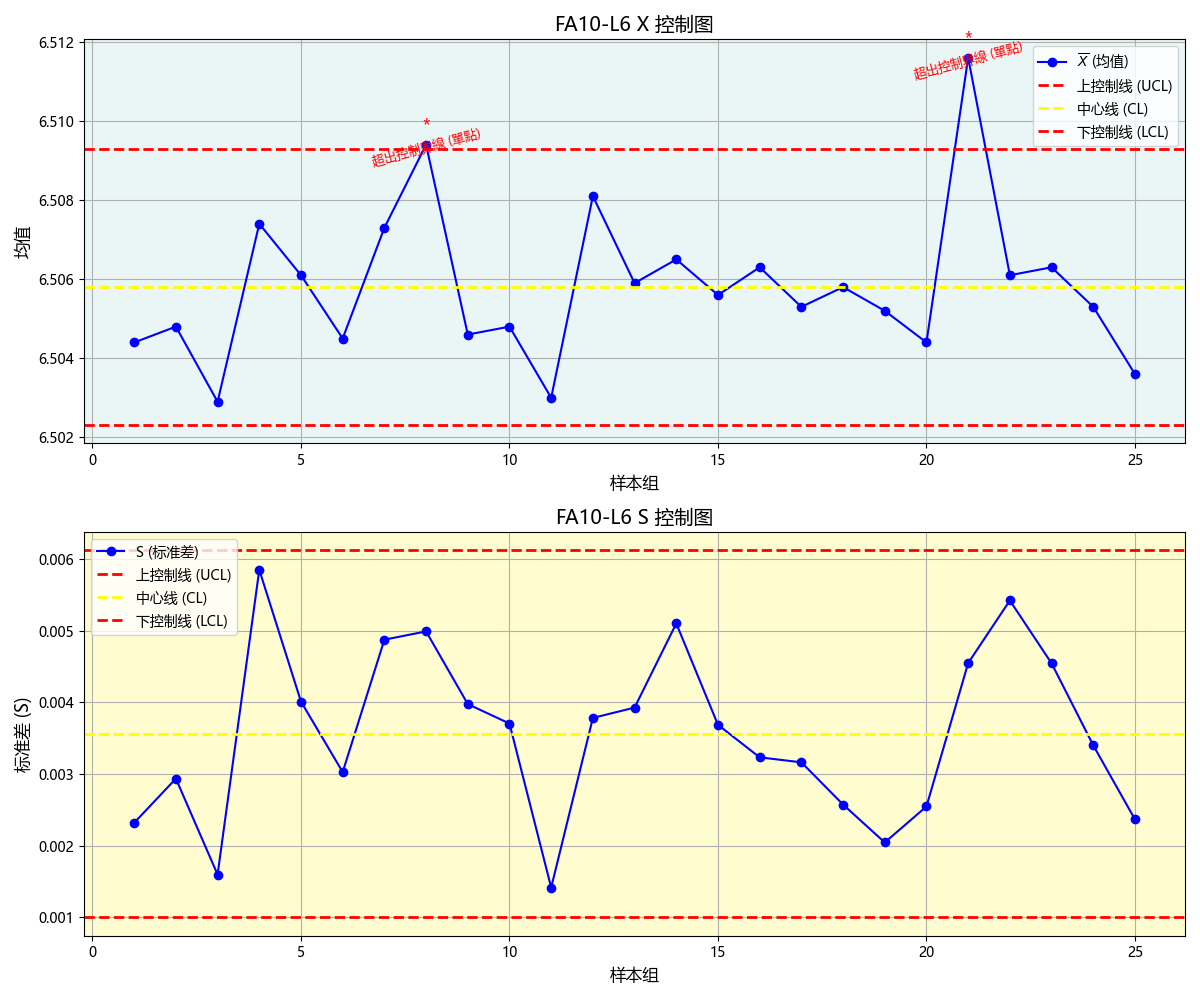 FA10-L6 X 控制图
均值
6.512
6.510
6.508
6.506
6.504
6.502
*
超出控制界線 (單點)
*
超出控制界線 (單點)
X (均值)
上控制线 (UCL)
中心线 (CL)
下控制线 (LCL)
0 5 10 15 20 25
样本组
FA10-L6 S 控制图
标准差 (S)
0.006
0.005
0.004
0.003
0.002
0.001
S (标准差)
上控制线 (UCL)
中心线 (CL)
下控制线 (LCL)
0 5 10 15 20 25
样本组